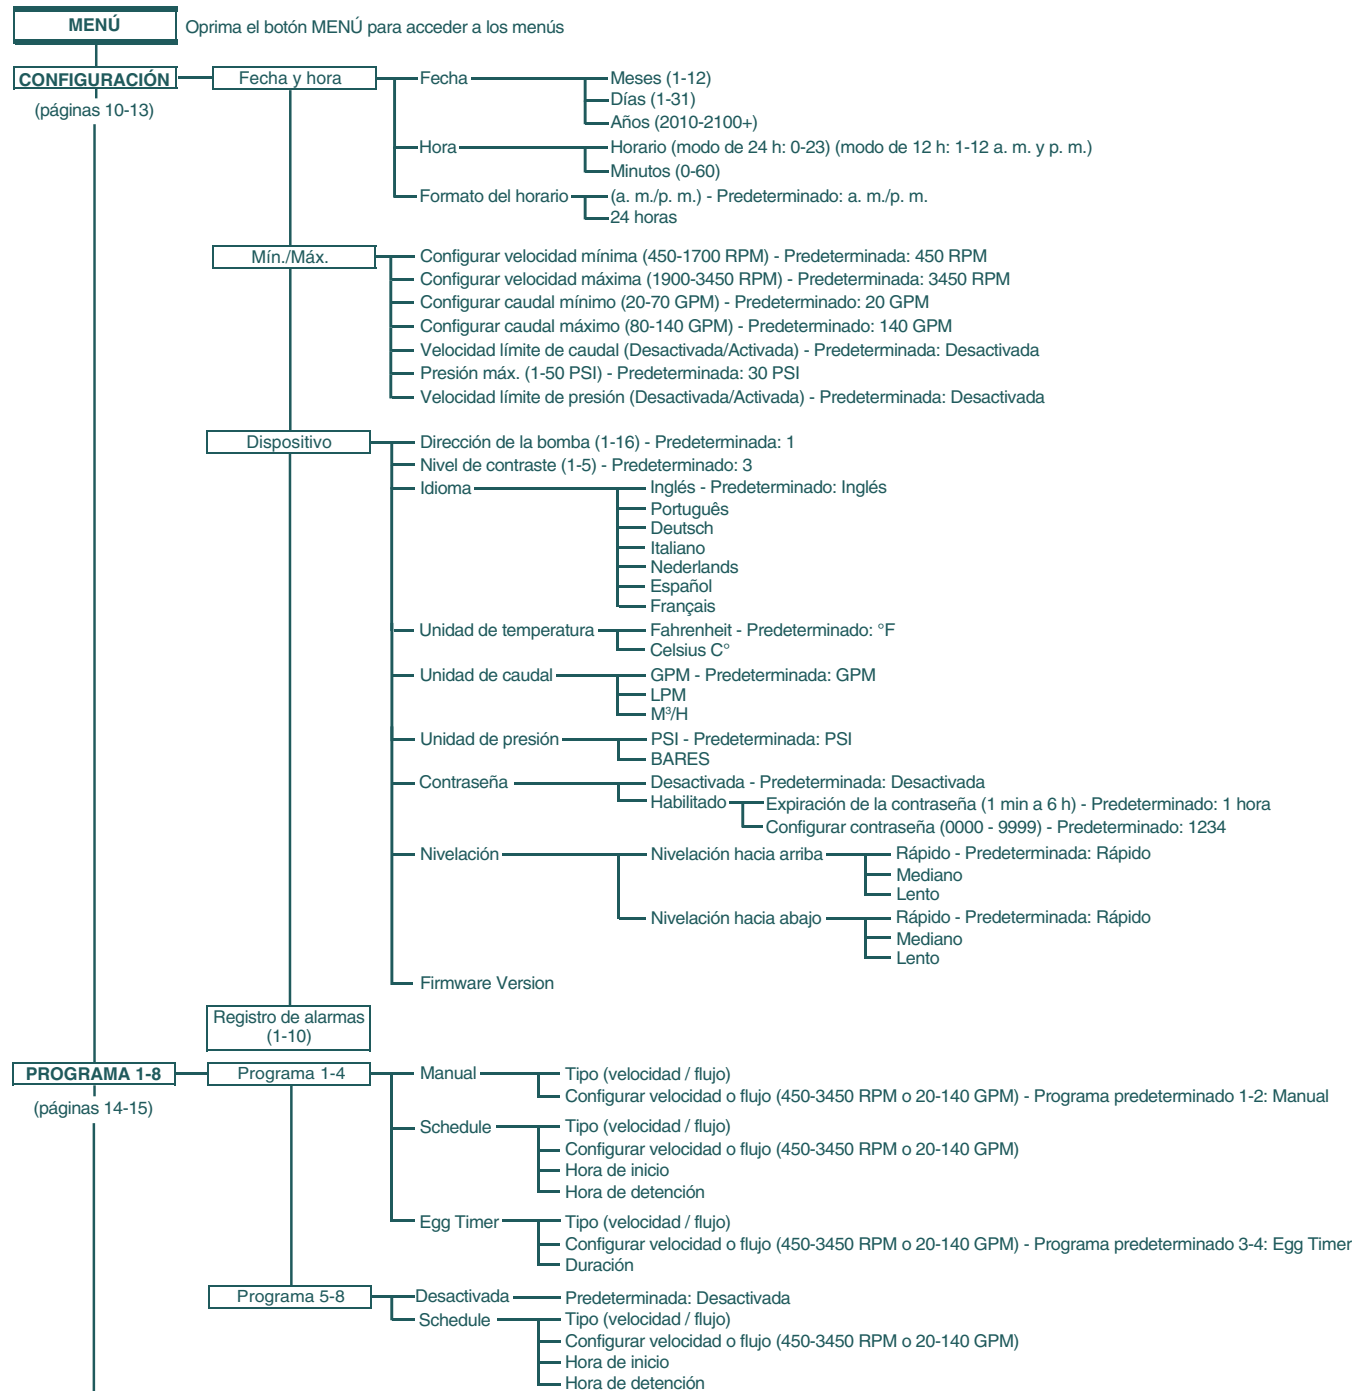 MENÚ
Oprima el botón MENÚ para acceder a los menús
CONFIGURACIÓN
(páginas 10-13)
Fecha y hora
Fecha
Meses (1-12)
Días (1-31)
Años (2010-2100+)
Hora
Horario (modo de 24 h: 0-23) (modo de 12 h: 1-12 a. m. y p. m.)
Minutos (0-60)
Formato del horario
(a. m./p. m.) - Predeterminado: a. m./p. m.
24 horas
Mín./Máx.
Configurar velocidad mínima (450-1700 RPM) - Predeterminada: 450 RPM
Configurar velocidad máxima (1900-3450 RPM) - Predeterminada: 3450 RPM
Configurar caudal mínimo (20-70 GPM) - Predeterminado: 20 GPM
Configurar caudal máximo (80-140 GPM) - Predeterminado: 140 GPM
Velocidad límite de caudal (Desactivada/Activada) - Predeterminada: Desactivada
Presión máx. (1-50 PSI) - Predeterminada: 30 PSI
Velocidad límite de presión (Desactivada/Activada) - Predeterminada: Desactivada
Dispositivo
Dirección de la bomba (1-16) - Predeterminada: 1
Nivel de contraste (1-5) - Predeterminado: 3
Idioma
Inglés - Predeterminado: Inglés
Português
Deutsch
Italiano
Nederlands
Español
Français
Unidad de temperatura
Fahrenheit - Predeterminado: °F
Celsius C°
Unidad de caudal
GPM - Predeterminada: GPM
LPM
M³/H
Unidad de presión
PSI - Predeterminada: PSI
BARES
Contraseña
Desactivada - Predeterminada: Desactivada
Habilitado
Expiración de la contraseña (1 min a 6 h) - Predeterminado: 1 hora
Configurar contraseña (0000 - 9999) - Predeterminado: 1234
Nivelación
Nivelación hacia arriba
Rápido - Predeterminada: Rápido
Mediano
Lento
Nivelación hacia abajo
Rápido - Predeterminada: Rápido
Mediano
Lento
Firmware Version
Registro de alarmas
(1-10)
PROGRAMA 1-8
(páginas 14-15)
Programa 1-4
Manual
Tipo (velocidad / flujo)
Configurar velocidad o flujo (450-3450 RPM o 20-140 GPM) - Programa predeterminado 1-2: Manual
Schedule
Tipo (velocidad / flujo)
Configurar velocidad o flujo (450-3450 RPM o 20-140 GPM)
Hora de inicio
Hora de detención
Egg Timer
Tipo (velocidad / flujo)
Configurar velocidad o flujo (450-3450 RPM o 20-140 GPM) - Programa predeterminado 3-4: Egg Timer
Duración
Programa 5-8
Desactivada
Predeterminada: Desactivada
Schedule
Tipo (velocidad / flujo)
Configurar velocidad o flujo (450-3450 RPM o 20-140 GPM)
Hora de inicio
Hora de detención